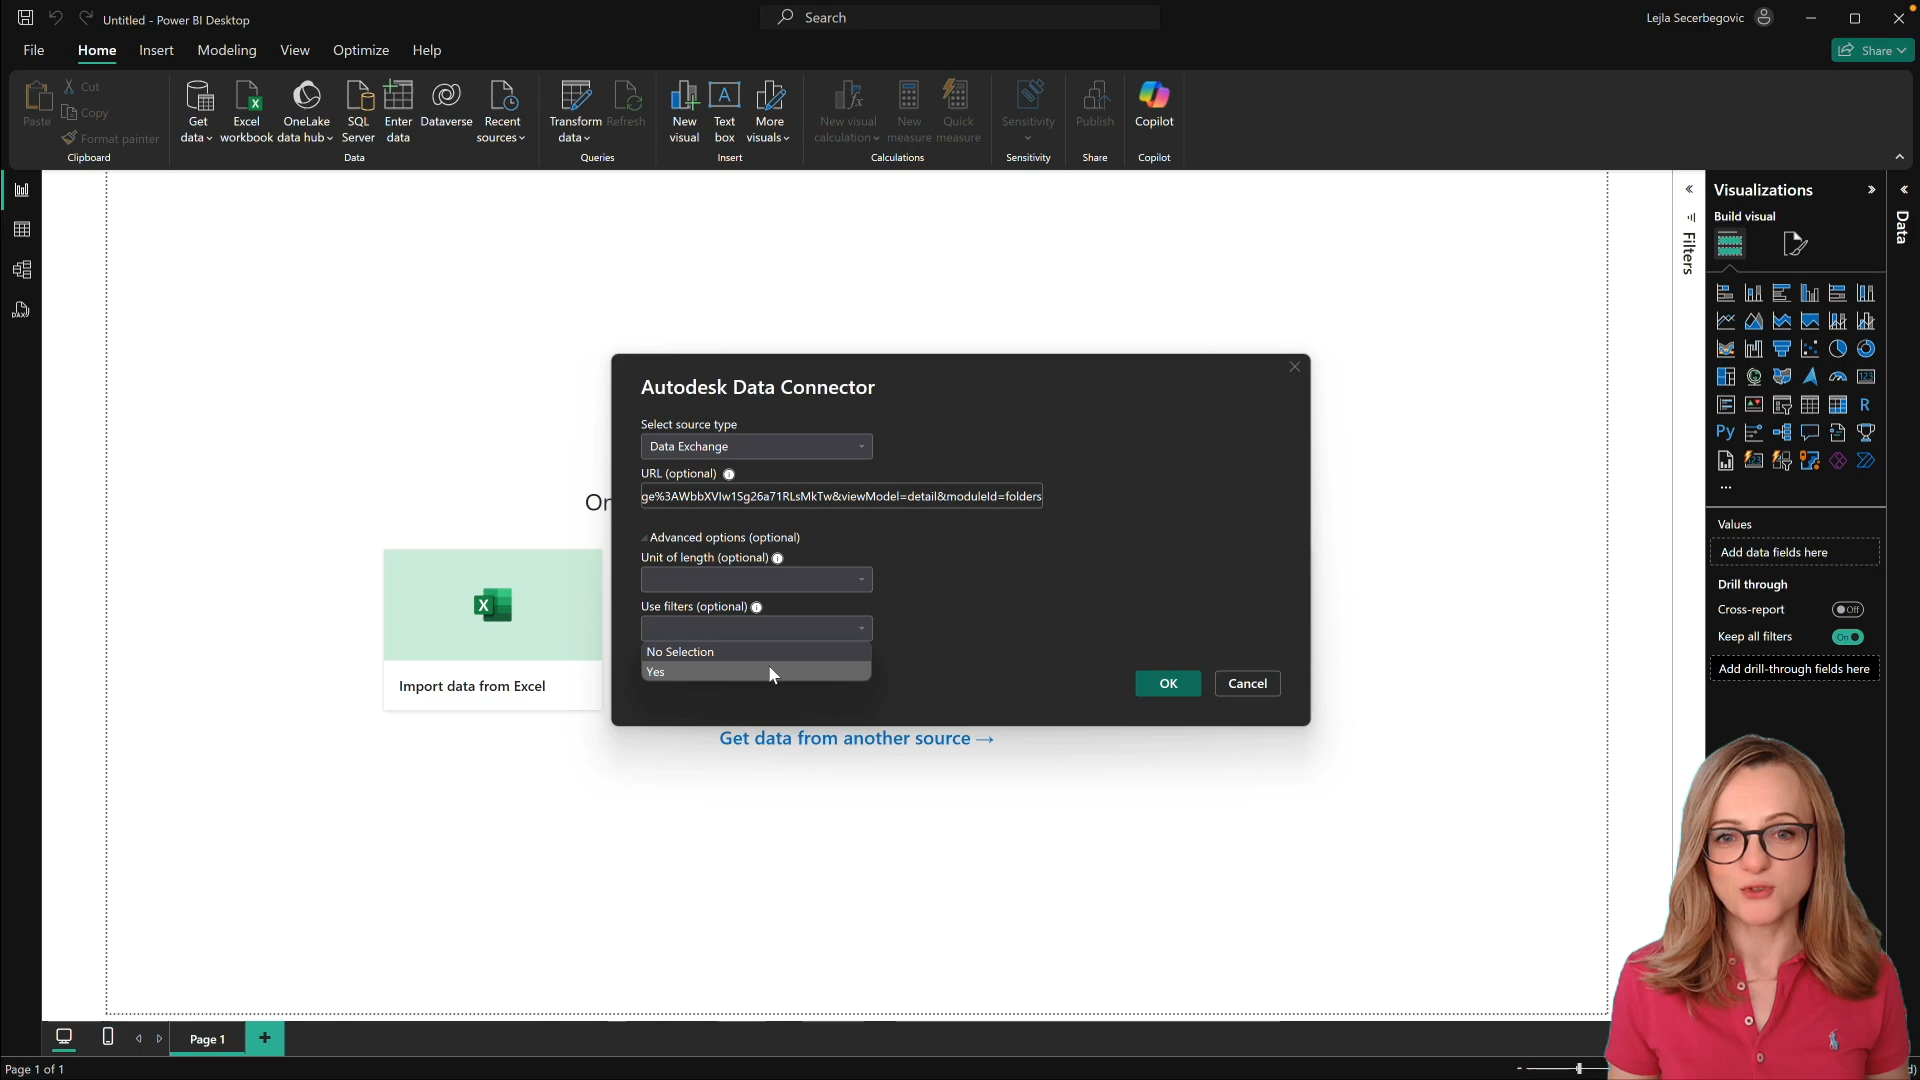 Untitled - Power BI Desktop
Search
Lejla Secerbegovic
File
Home
Insert
Modeling
View
Optimize
Help
Share
Paste
Cut
Copy
Format painter
Clipboard
Get data
Excel workbook
OneLake data hub
SQL Server
Enter data
Dataverse
Recent sources
Data
Transform data
Refresh
Queries
New visual
Text box
More visuals
Insert
New visual calculation
New measure
Quick measure
Calculations
Sensitivity
Sensitivity
Publish
Share
Copilot
Copilot
DAX
Filters
Visualizations
Build visual
Data
123
R
Py
123
...
Values
Add data fields here
Drill through
Cross-report
Off
Keep all filters
On
Add drill-through fields here
Or
Import data from Excel
Get data from another source →
Autodesk Data Connector
Select source type
Data Exchange
URL (optional)
ge%3AWbbXVIw1Sg26a71RLsMkTw&viewModel=detail&moduleId=folders
Advanced options (optional)
Unit of length (optional)
Use filters (optional)
No Selection
Yes
OK
Cancel
Page 1
+
Page 1 of 1